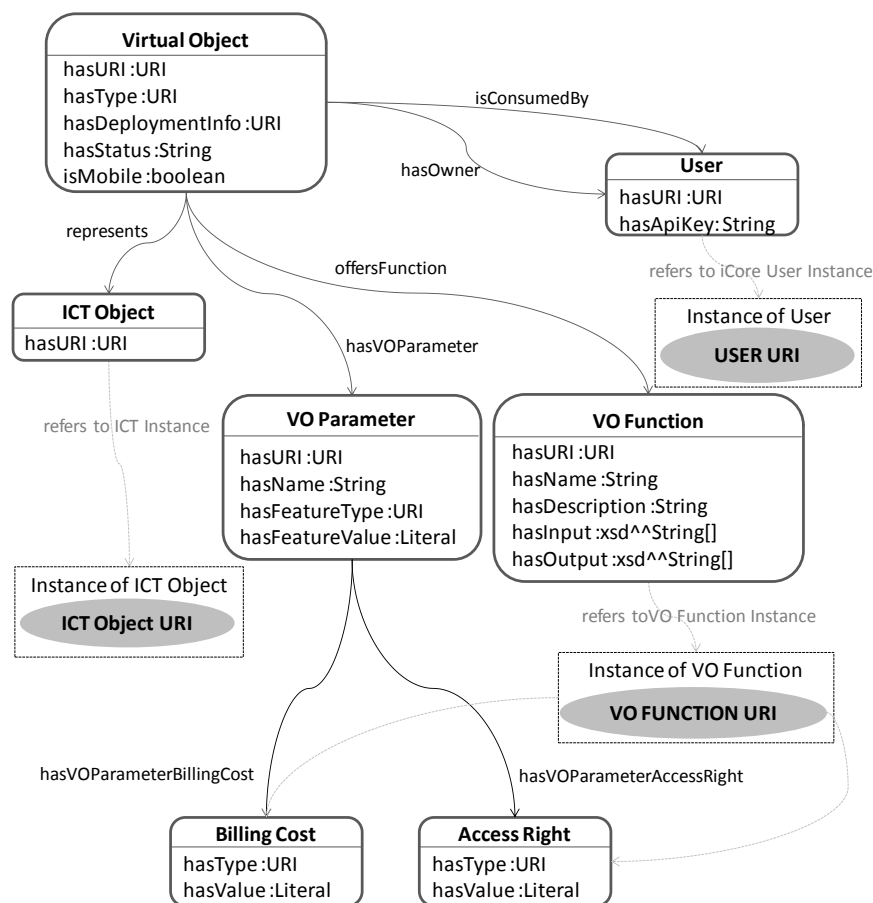 Virtual Object
hasURI :URI
hasType :URI
hasDeploymentInfo :URI
hasStatus :String
isMobile :boolean
isConsumedBy
hasOwner
User
hasURI :URI
hasApiKey: String
refers to iCore User Instance
Instance of User
USER URI
represents
offersFunction
ICT Object
hasURI :URI
hasVOParameter
refers to ICT Instance
VO Parameter
hasURI :URI
hasName :String
hasFeatureType :URI
hasFeatureValue :Literal
VO Function
hasURI :URI
hasName :String
hasDescription :String
hasInput :xsd^^String[]
hasOutput :xsd^^String[]
Instance of ICT Object
ICT Object URI
refers toVO Function Instance
Instance of VO Function
VO FUNCTION URI
hasVOParameterBillingCost
hasVOParameterAccessRight
Billing Cost
hasType :URI
hasValue :Literal
Access Right
hasType :URI
hasValue :Literal